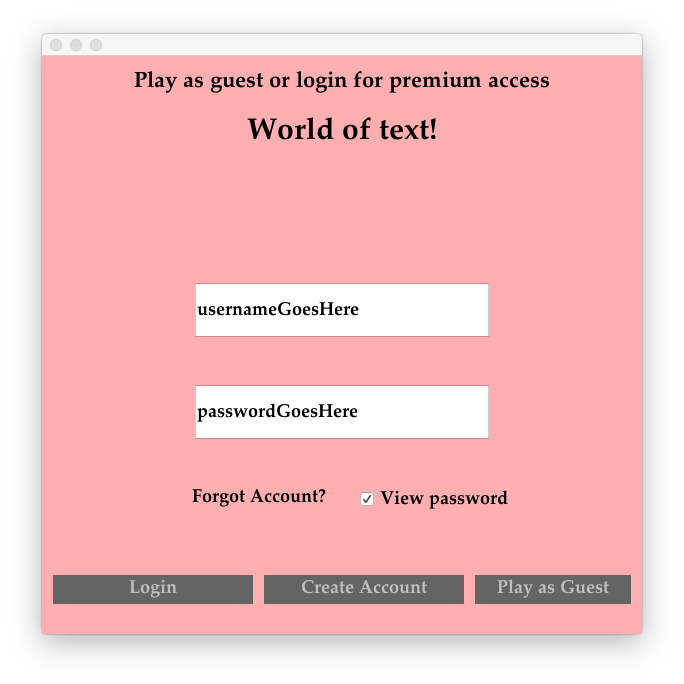 Play as guest or login for premium access
World of text!
usernameGoesHere
passwordGoesHere
Forgot Account? View password
Login Create Account Play as Guest